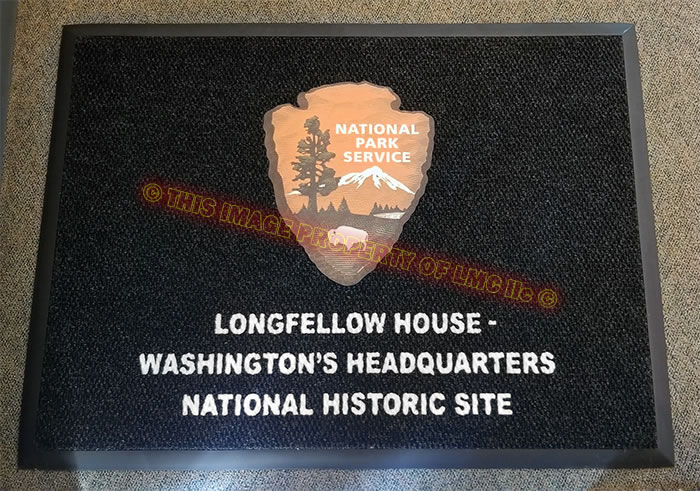 NATIONAL
PARK
SERVICE
© THIS IMAGE PROPERTY OF LMC llc ©
LONGFELLOW HOUSE -
WASHINGTON'S HEADQUARTERS
NATIONAL HISTORIC SITE